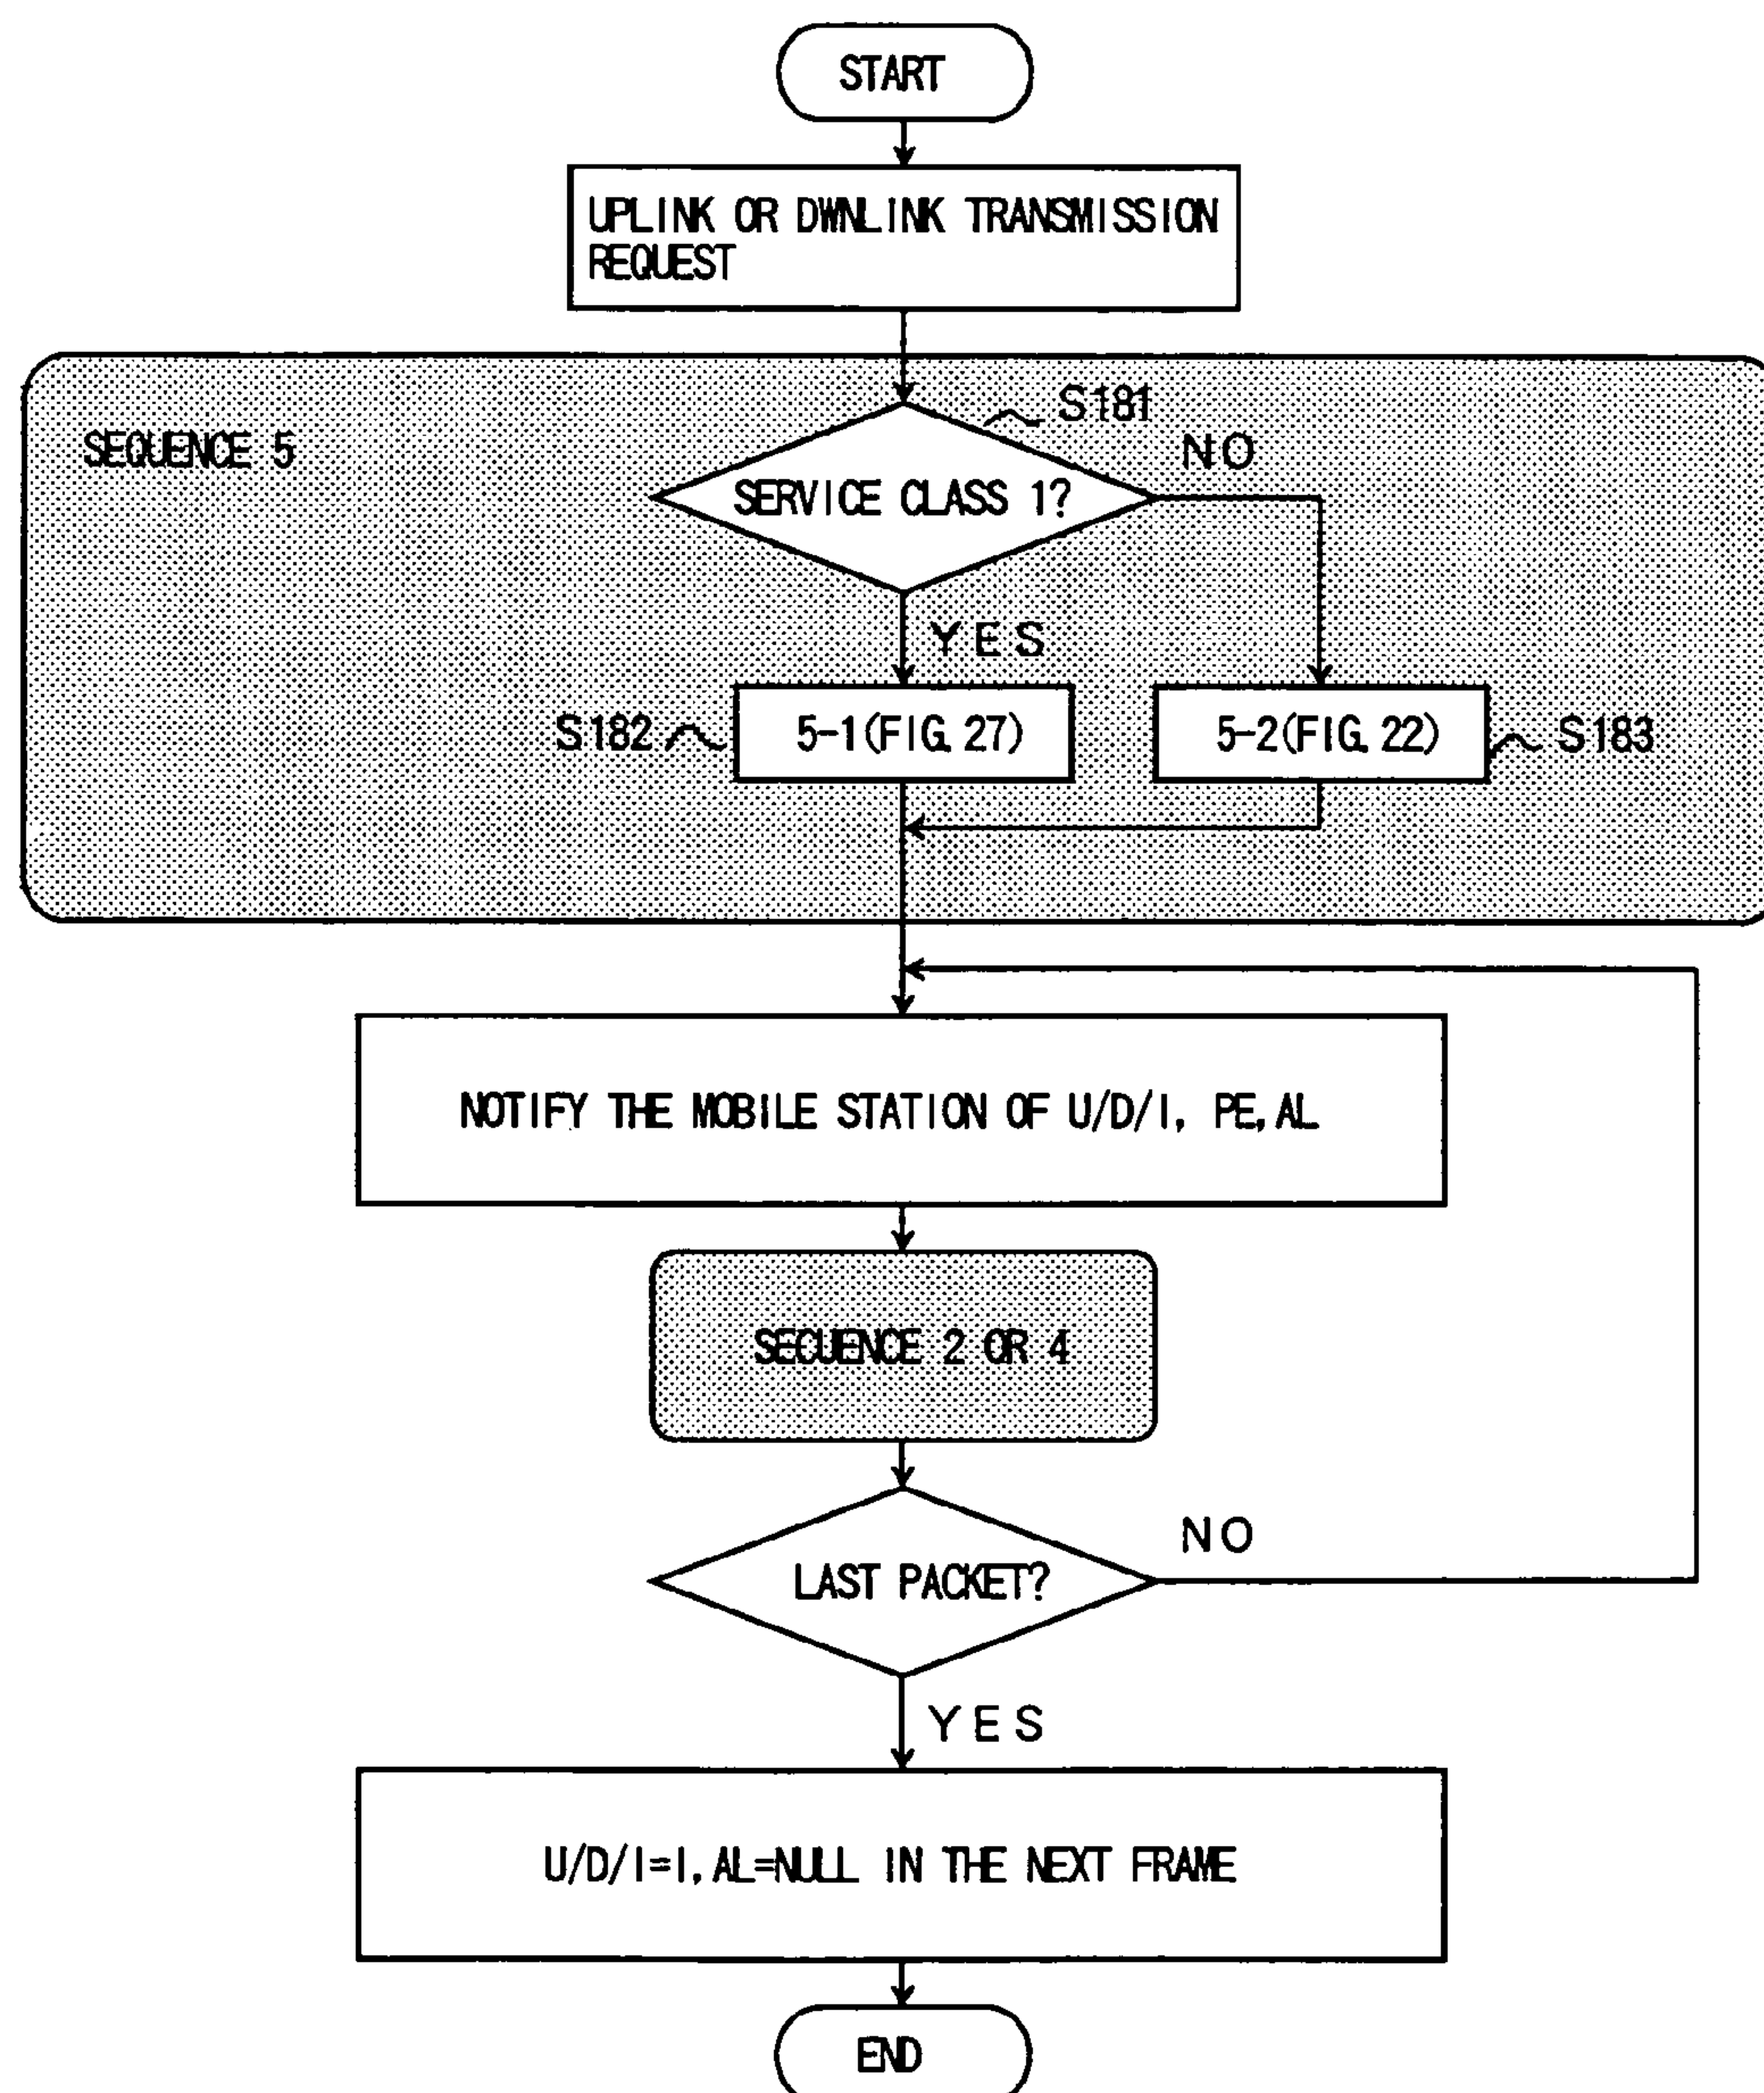 START
UPLINK OR DWNLINK TRANSMISSION
REQUEST
S181
SEQUENCE 5
NO
SERVICE CLASS 1?
YES
S182
5-1(FIG. 27)
5-2(FIG. 22)
S183
NOTIFY THE MOBILE STATION OF U/D/I, PE, AL
SECUENCE 2 OR 4
NO
LAST PACKET?
YES
U/D/I=I, AL=NULL IN THE NEXT FRAME
END